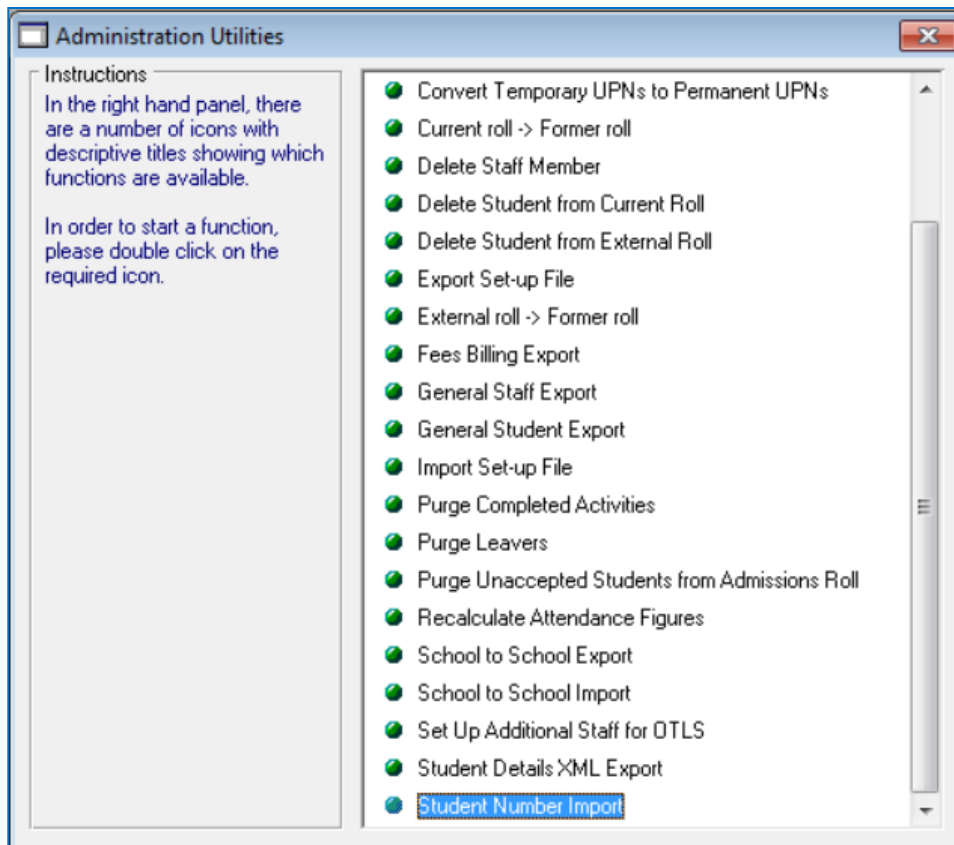 Administration Utilities
Instructions
In the right hand panel, there
are a number of icons with
descriptive titles showing which
functions are available.
In order to start a function,
please double click on the
required icon.
Convert Temporary UPNs to Permanent UPNs
Current roll -> Former roll
Delete Staff Member
Delete Student from Current Roll
Delete Student from External Roll
Export Set-up File
External roll -> Former roll
Fees Billing Export
General Staff Export
General Student Export
Import Set-up File
Purge Completed Activities
Purge Leavers
Purge Unaccepted Students from Admissions Roll
Recalculate Attendance Figures
School to School Export
School to School Import
Set Up Additional Staff for OTLS
Student Details XML Export
Student Number Import